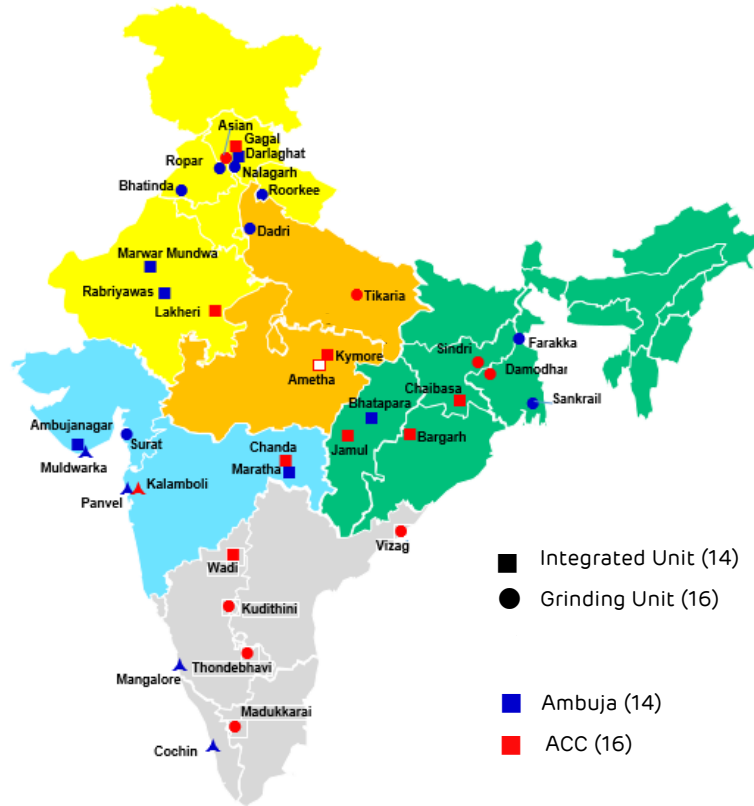 Asian
Gagal
Darlaghat
Ropar
Nalagarh
Bhatinda
Roorkee
Dadri
Marwar Mundwa
Rabriyawas
Lakheri
Tikaria
Kymore
Ametha
Sindri
Farakka
Damodhar
Chaibasa
Sankrail
Bhatapara
Ambujanagar
Surat
Jamul
Bargarh
Chanda
Muldwarka
Maratha
Kalamboli
Panvel
Vizag
Wadi
Integrated Unit (14)
Grinding Unit (16)
Kudithini
Thondebhavi
Mangalore
Madukkarai
Ambuja (14)
ACC (16)
Cochin